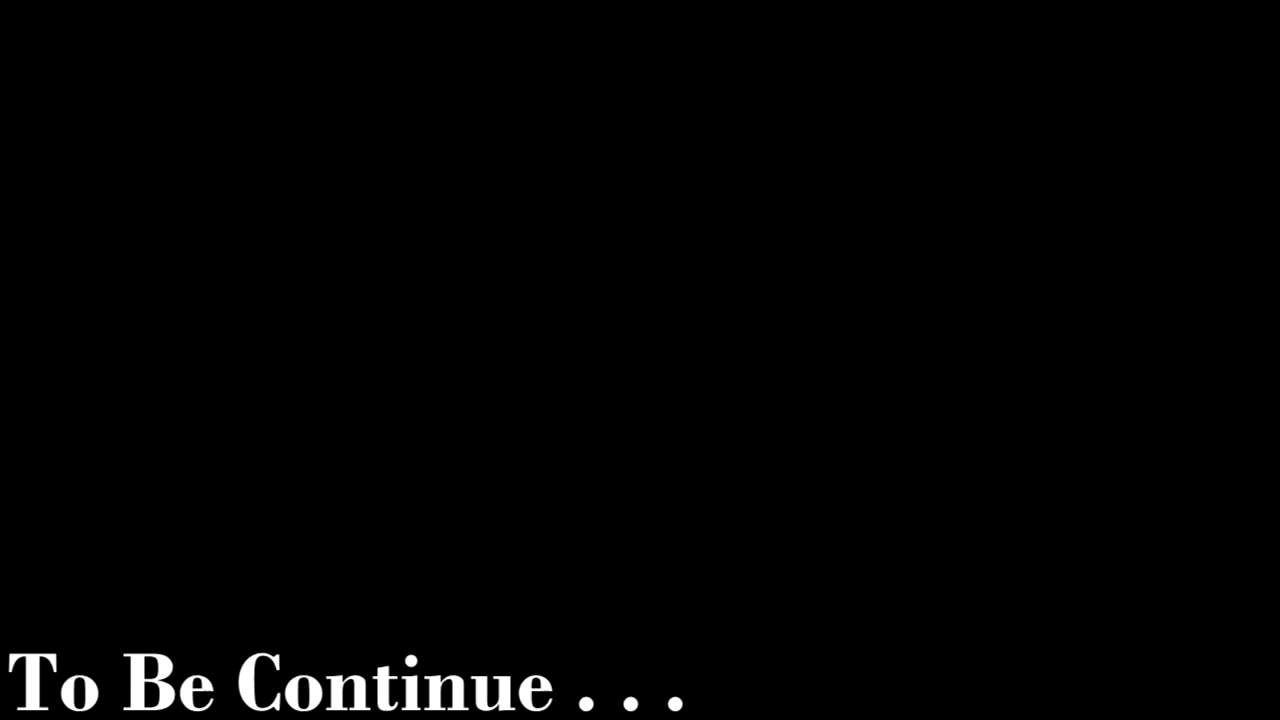 To Be Continue . . .